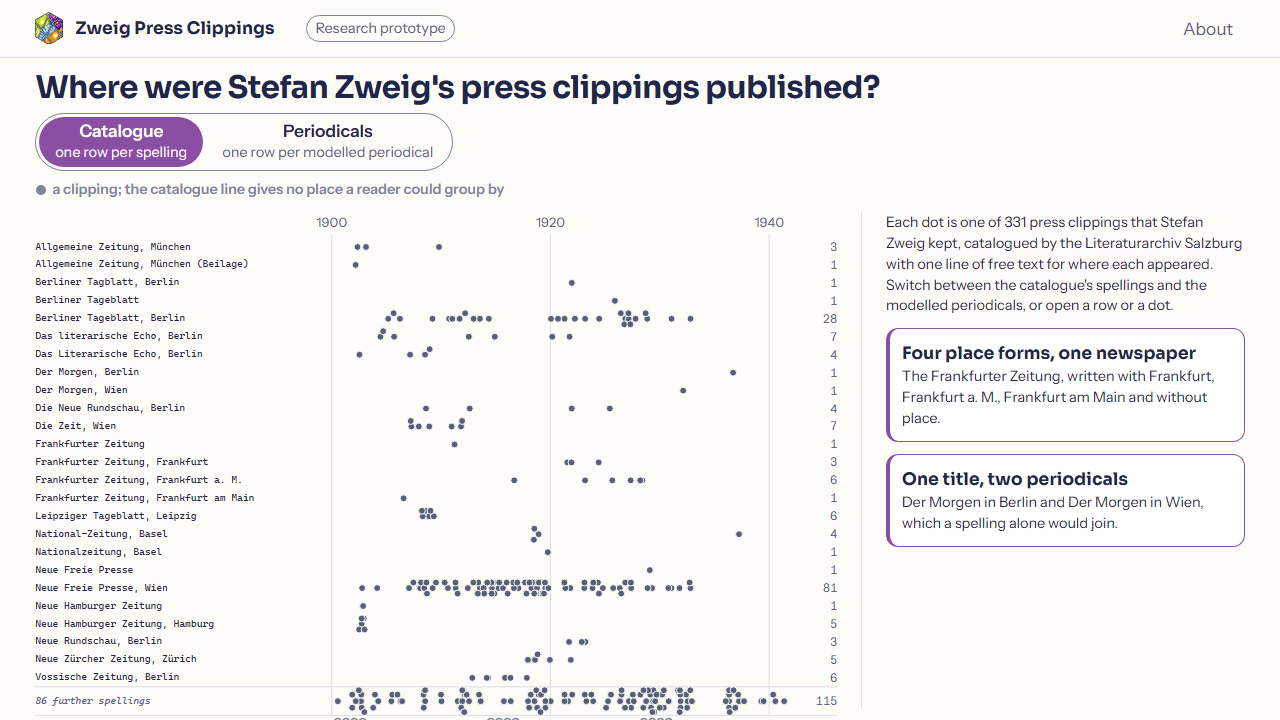 Zweig Press Clippings
Research prototype
About
Where were Stefan Zweig's press clippings published?
Catalogue
one row per spelling
Periodicals
one row per modelled periodical
a clipping; the catalogue line gives no place a reader could group by
1900 1920 1940
Allgemeine Zeitung, München 3
Allgemeine Zeitung, München (Beilage) 1
Berliner Tagblatt, Berlin 1
Berliner Tageblatt 1
Berliner Tageblatt, Berlin 28
Das literarische Echo, Berlin 7
Das Literarische Echo, Berlin 4
Der Morgen, Berlin 1
Der Morgen, Wien 1
Die Neue Rundschau, Berlin 4
Die Zeit, Wien 7
Frankfurter Zeitung 1
Frankfurter Zeitung, Frankfurt 3
Frankfurter Zeitung, Frankfurt a. M. 6
Frankfurter Zeitung, Frankfurt am Main 1
Leipziger Tageblatt, Leipzig 6
National-Zeitung, Basel 4
Nationalzeitung, Basel 1
Neue Freie Presse 1
Neue Freie Presse, Wien 81
Neue Hamburger Zeitung 1
Neue Hamburger Zeitung, Hamburg 5
Neue Rundschau, Berlin 3
Neue Zürcher Zeitung, Zürich 5
Vossische Zeitung, Berlin 6
86 further spellings 115
Each dot is one of 331 press clippings that Stefan
Zweig kept, catalogued by the Literaturarchiv Salzburg
with one line of free text for where each appeared.
Switch between the catalogue's spellings and the
modelled periodicals, or open a row or a dot.
Four place forms, one newspaper
The Frankfurter Zeitung, written with Frankfurt,
Frankfurt a. M., Frankfurt am Main and without
place.
One title, two periodicals
Der Morgen in Berlin and Der Morgen in Wien,
which a spelling alone would join.